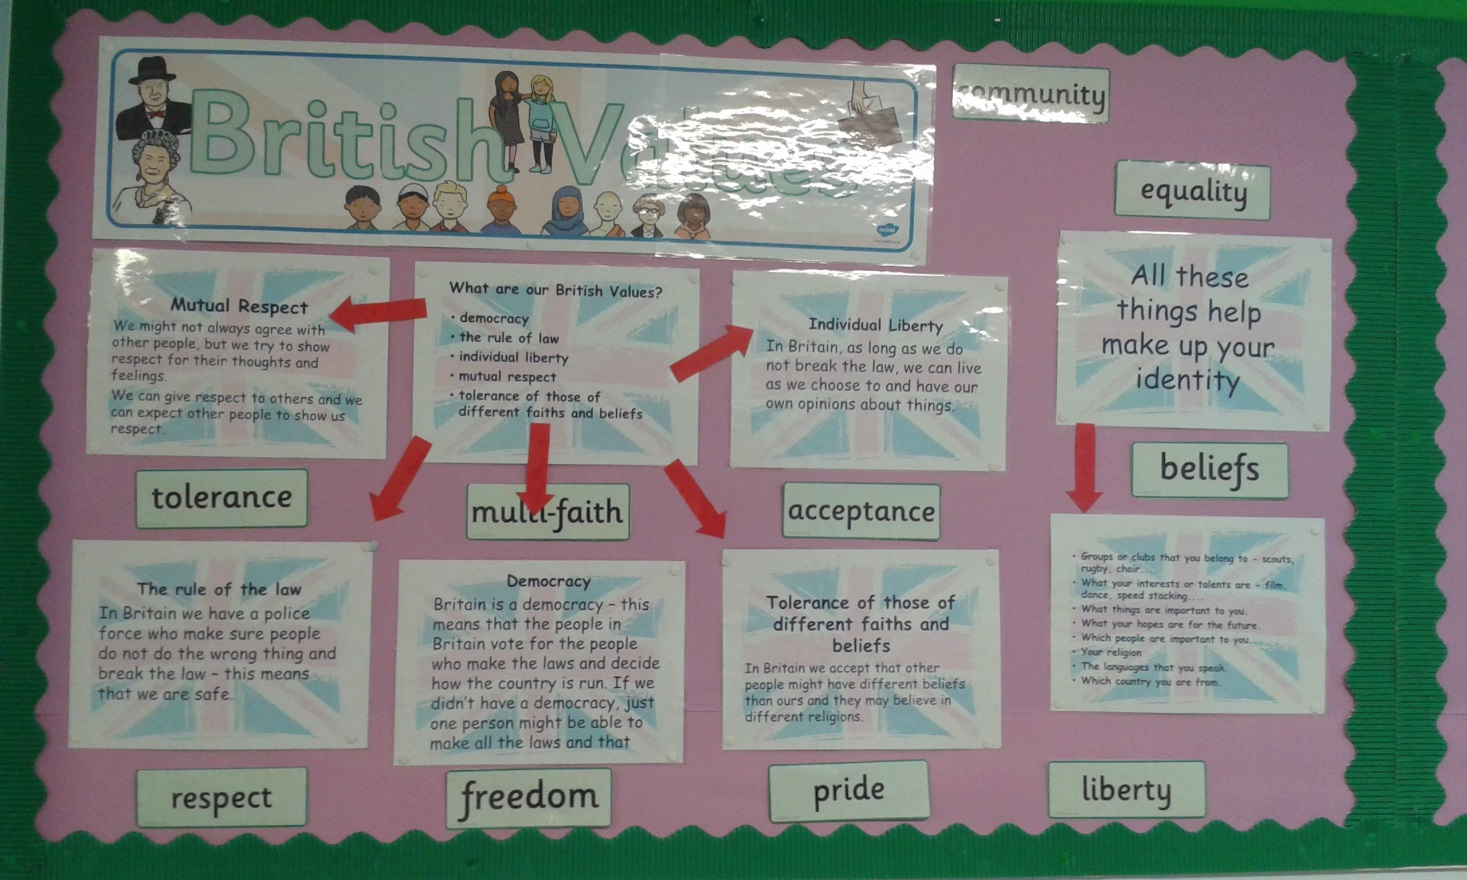 British Values
community
equality
Mutual Respect
We might not always agree with
other people, but we try to show
respect for their thoughts and
feelings.
We can give respect to others and we
can expect other people to show us
respect.
What are our British Values?
• democracy
• the rule of law
• individual liberty
• mutual respect
• tolerance of those of
different faiths and beliefs
Individual Liberty
In Britain, as long as we do
not break the law, we can live
as we choose to and have our
own opinions about things.
All these
things help
make up your
identity
tolerance
multi-faith
acceptance
beliefs
The rule of the law
In Britain we have a police
force who make sure people
do not do the wrong thing and
break the law – this means
that we are safe.
Democracy
Britain is a democracy – this
means that the people in
Britain vote for the people
who make the laws and decide
how the country is run. If we
didn't have a democracy, just
one person might be able to
make all the laws and that
Tolerance of those of
different faiths and
beliefs
In Britain we accept that other
people might have different beliefs
than ours and they may believe in
different religions.
• Groups or clubs that you belong to – scouts,
rugby, choir....
• What your interests or talents are – film,
dance, speed stacking.....
• What things are important to you.
• What your hopes are for the future.
• Which people are important to you.
• Your religion
• The languages that you speak.
• Which country you are from.
respect
freedom
pride
liberty